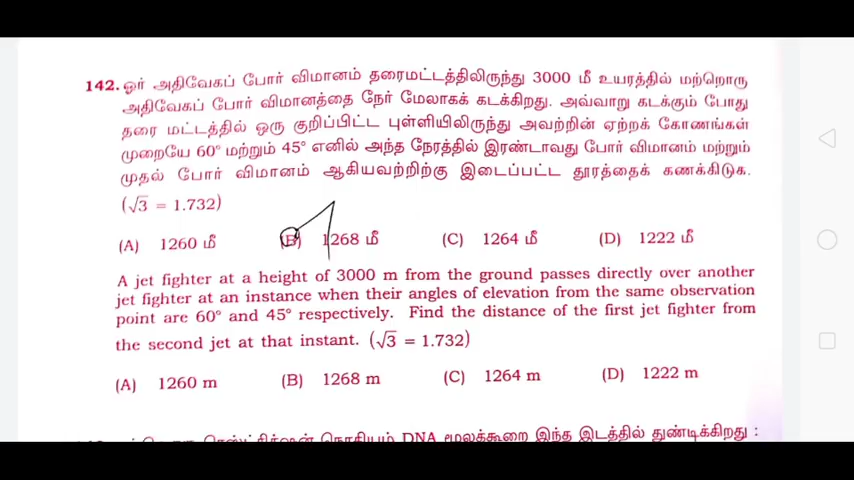 142. ஓர் அதிவேகப் போர் விமானம் தரைமட்டத்திலிருந்து 3000 மீ உயரத்தில் மற்றொரு
அதிவேகப் போர் விமானத்தை நேர் மேலாகக் கடக்கிறது. அவ்வாறு கடக்கும் போது
தரை மட்டத்தில் ஒரு குறிப்பிட்ட புள்ளியிலிருந்து அவற்றின் ஏற்றக் கோணங்கள்
முறையே 60° மற்றும் 45° எனில் அந்த நேரத்தில் இரண்டாவது போர் விமானம் மற்றும்
முதல் போர் விமானம் ஆகியவற்றிற்கு இடைப்பட்ட தூரத்தைக் கணக்கிடுக.
(√3 = 1.732)
(A) 1260 மீ (B) 1268 மீ (C) 1264 மீ (D) 1222 மீ
A jet fighter at a height of 3000 m from the ground passes directly over another
jet fighter at an instance when their angles of elevation from the same observation
point are 60° and 45° respectively. Find the distance of the first jet fighter from
the second jet at that instant. (√3 = 1.732)
(A) 1260 m (B) 1268 m (C) 1264 m (D) 1222 m
DNA மூலக்கூறை இந்த இடத்தில் துண்டிக்கிறது :